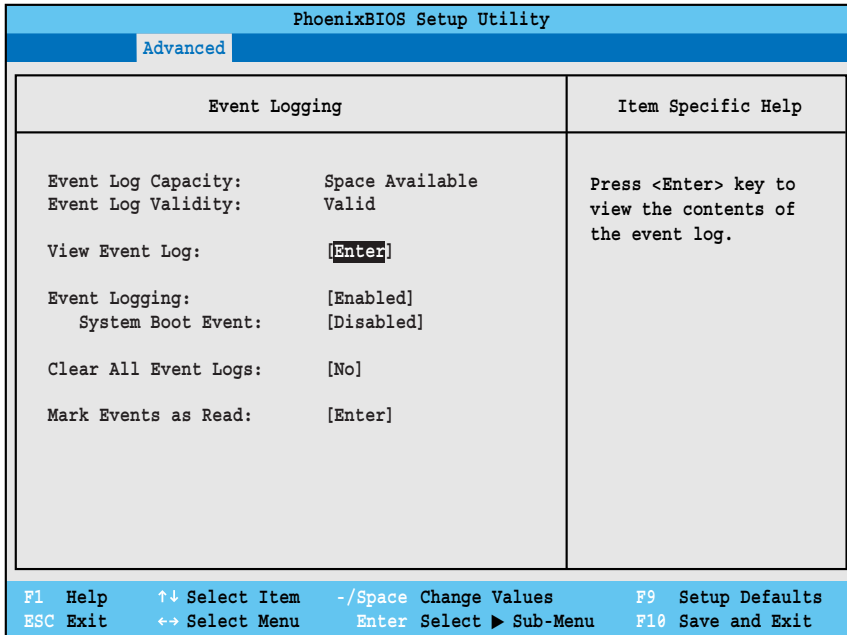 PhoenixBIOS Setup Utility
Advanced
Event Logging
Item Specific Help
Event Log Capacity: Space Available
Event Log Validity: Valid
View Event Log: [Enter]
Event Logging: [Enabled]
System Boot Event: [Disabled]
Clear All Event Logs: [No]
Mark Events as Read: [Enter]
Press <Enter> key to
view the contents of
the event log.
F1 Help ↑↓ Select Item -/Space Change Values F9 Setup Defaults
ESC Exit ←→ Select Menu Enter Select ▶ Sub-Menu F10 Save and Exit